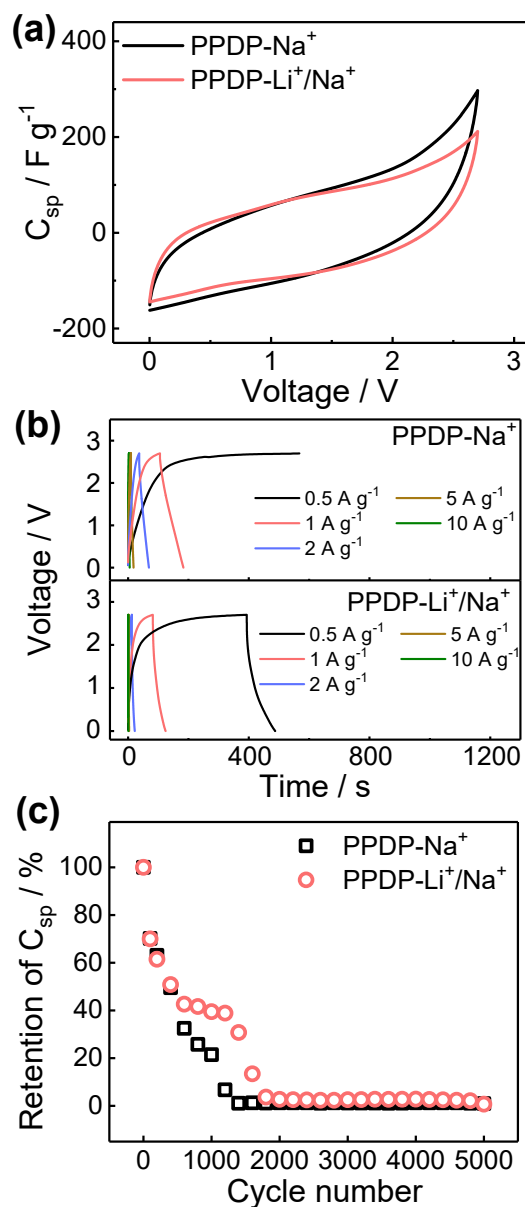 (a)
PPDP-Na⁺
PPDP-Li⁺/Na⁺
400
200
0
-200
C_sp / F g⁻¹
0 1 2 3
Voltage / V
(b)
PPDP-Na⁺
0.5 A g⁻¹ 5 A g⁻¹
1 A g⁻¹ 10 A g⁻¹
2 A g⁻¹
3
2
1
0
Voltage / V
PPDP-Li⁺/Na⁺
0.5 A g⁻¹ 5 A g⁻¹
1 A g⁻¹ 10 A g⁻¹
2 A g⁻¹
3
2
1
0
0 400 800 1200
Time / s
(c)
PPDP-Na⁺
PPDP-Li⁺/Na⁺
100
80
60
40
20
0
Retention of C_sp / %
0 1000 2000 3000 4000 5000
Cycle number